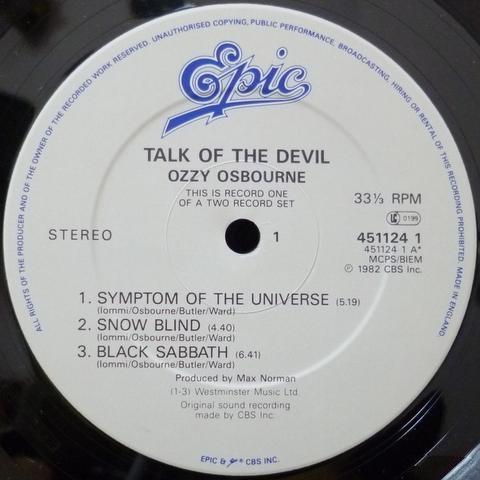 ALL RIGHTS OF THE PRODUCER AND OF THE OWNER OF THE RECORDED WORK RESERVED. UNAUTHORISED COPYING, PUBLIC PERFORMANCE, BROADCASTING, HIRING OR RENTAL OF THIS RECORDING PROHIBITED. MADE IN ENGLAND.
Epic
TALK OF THE DEVIL
OZZY OSBOURNE
THIS IS RECORD ONE
OF A TWO RECORD SET
33⅓ RPM
LC 0199
STEREO
1
451124 1
451124 1 A*
MCPS/BIEM
℗ 1982 CBS Inc.
1. SYMPTOM OF THE UNIVERSE (5.19)
(Iommi/Osbourne/Butler/Ward)
2. SNOW BLIND (4.40)
(Iommi/Osbourne/Butler/Ward)
3. BLACK SABBATH (6.41)
(Iommi/Osbourne/Butler/Ward)
Produced by Max Norman
(1-3) Westminster Music Ltd.
Original sound recording
made by CBS Inc.
EPIC & ® CBS INC.